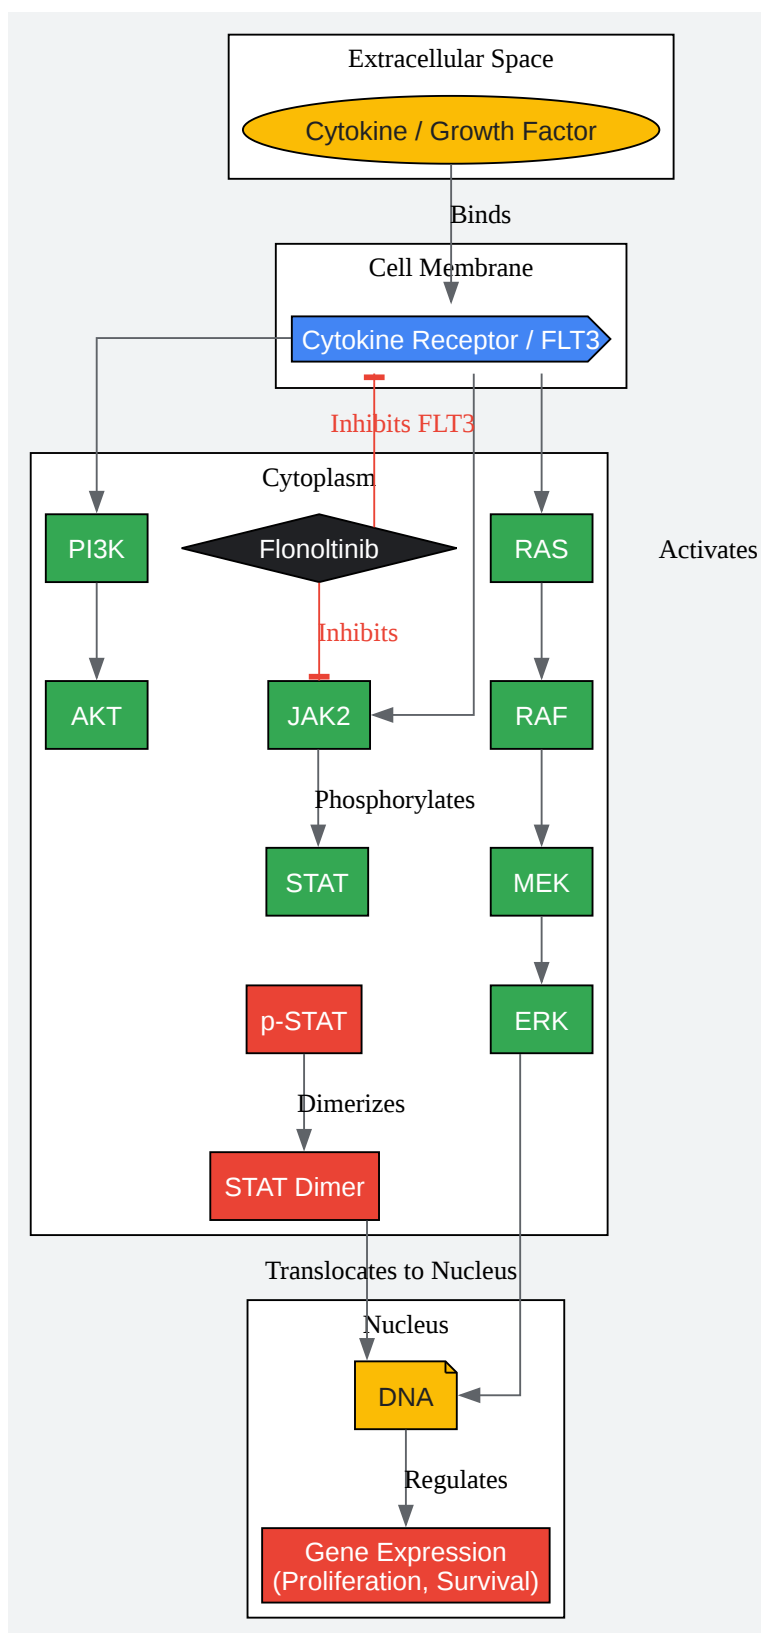 Extracellular Space
Cytokine / Growth Factor
Binds
Cell Membrane
Cytokine Receptor / FLT3
Inhibits FLT3
Cytoplasm
PI3K
Flonoltinib
RAS
Activates
Inhibits
AKT
JAK2
RAF
Phosphorylates
STAT
MEK
p-STAT
ERK
Dimerizes
STAT Dimer
Translocates to Nucleus
Nucleus
DNA
Regulates
Gene Expression
(Proliferation, Survival)